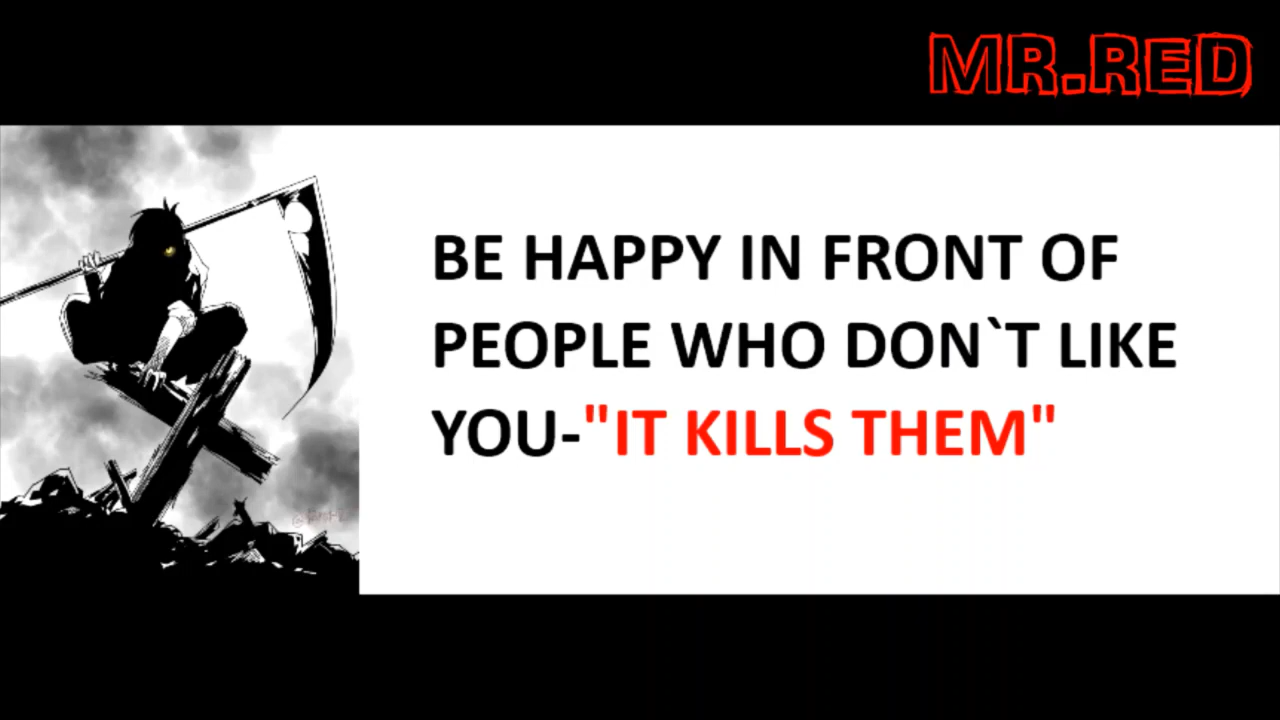 MR.RED
BE HAPPY IN FRONT OF
PEOPLE WHO DON`T LIKE
YOU-"IT KILLS THEM"